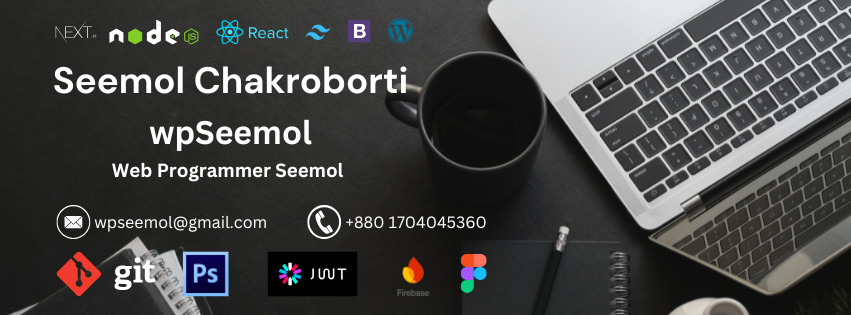 NEXT.JS node JS React B W
Seemol Chakroborti
wpSeemol
Web Programmer Seemol
wpseemol@gmail.com +880 1704045360
git Ps JWT Firebase